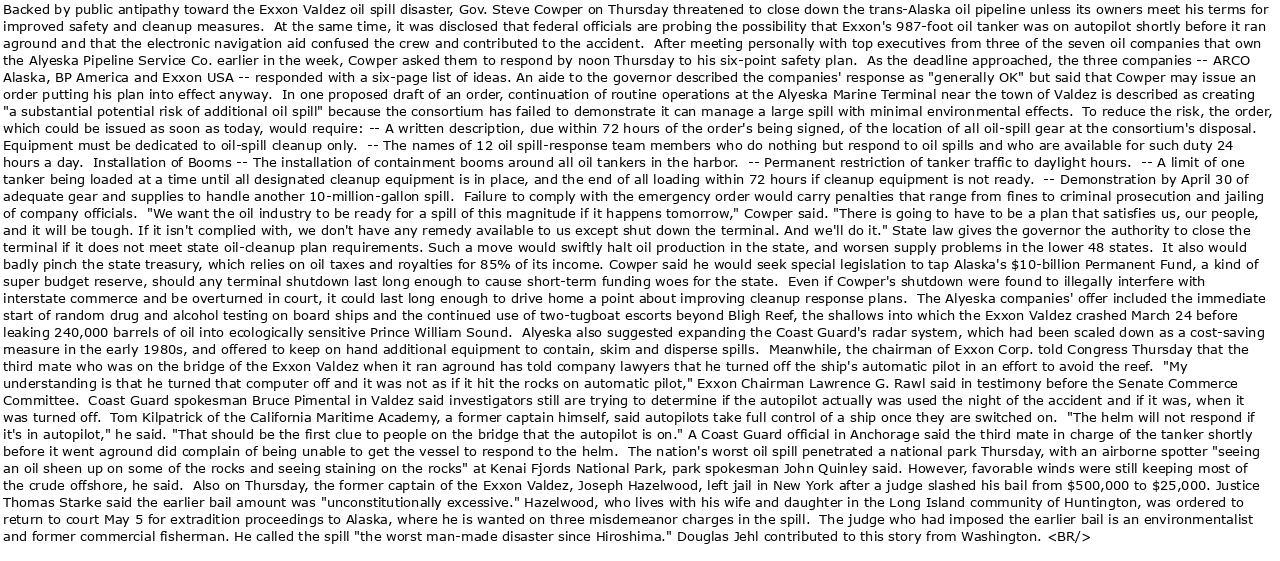 Backed by public antipathy toward the Exxon Valdez oil spill disaster, Gov. Steve Cowper on Thursday threatened to close down the trans-Alaska oil pipeline unless its owners meet his terms for
improved safety and cleanup measures.  At the same time, it was disclosed that federal officials are probing the possibility that Exxon's 987-foot oil tanker was on autopilot shortly before it ran
aground and that the electronic navigation aid confused the crew and contributed to the accident.  After meeting personally with top executives from three of the seven oil companies that own
the Alyeska Pipeline Service Co. earlier in the week, Cowper asked them to respond by noon Thursday to his six-point safety plan.  As the deadline approached, the three companies -- ARCO
Alaska, BP America and Exxon USA -- responded with a six-page list of ideas. An aide to the governor described the companies' response as "generally OK" but said that Cowper may issue an
order putting his plan into effect anyway.  In one proposed draft of an order, continuation of routine operations at the Alyeska Marine Terminal near the town of Valdez is described as creating
"a substantial potential risk of additional oil spill" because the consortium has failed to demonstrate it can manage a large spill with minimal environmental effects.  To reduce the risk, the order,
which could be issued as soon as today, would require: -- A written description, due within 72 hours of the order's being signed, of the location of all oil-spill gear at the consortium's disposal.
Equipment must be dedicated to oil-spill cleanup only.  -- The names of 12 oil spill-response team members who do nothing but respond to oil spills and who are available for such duty 24
hours a day.  Installation of Booms -- The installation of containment booms around all oil tankers in the harbor.  -- Permanent restriction of tanker traffic to daylight hours.  -- A limit of one
tanker being loaded at a time until all designated cleanup equipment is in place, and the end of all loading within 72 hours if cleanup equipment is not ready.  -- Demonstration by April 30 of
adequate gear and supplies to handle another 10-million-gallon spill.  Failure to comply with the emergency order would carry penalties that range from fines to criminal prosecution and jailing
of company officials.  "We want the oil industry to be ready for a spill of this magnitude if it happens tomorrow," Cowper said. "There is going to have to be a plan that satisfies us, our people,
and it will be tough. If it isn't complied with, we don't have any remedy available to us except shut down the terminal. And we'll do it." State law gives the governor the authority to close the
terminal if it does not meet state oil-cleanup plan requirements. Such a move would swiftly halt oil production in the state, and worsen supply problems in the lower 48 states.  It also would
badly pinch the state treasury, which relies on oil taxes and royalties for 85% of its income. Cowper said he would seek special legislation to tap Alaska's $10-billion Permanent Fund, a kind of
super budget reserve, should any terminal shutdown last long enough to cause short-term funding woes for the state.  Even if Cowper's shutdown were found to illegally interfere with
interstate commerce and be overturned in court, it could last long enough to drive home a point about improving cleanup response plans.  The Alyeska companies' offer included the immediate
start of random drug and alcohol testing on board ships and the continued use of two-tugboat escorts beyond Bligh Reef, the shallows into which the Exxon Valdez crashed March 24 before
leaking 240,000 barrels of oil into ecologically sensitive Prince William Sound.  Alyeska also suggested expanding the Coast Guard's radar system, which had been scaled down as a cost-saving
measure in the early 1980s, and offered to keep on hand additional equipment to contain, skim and disperse spills.  Meanwhile, the chairman of Exxon Corp. told Congress Thursday that the
third mate who was on the bridge of the Exxon Valdez when it ran aground has told company lawyers that he turned off the ship's automatic pilot in an effort to avoid the reef.  "My
understanding is that he turned that computer off and it was not as if it hit the rocks on automatic pilot," Exxon Chairman Lawrence G. Rawl said in testimony before the Senate Commerce
Committee.  Coast Guard spokesman Bruce Pimental in Valdez said investigators still are trying to determine if the autopilot actually was used the night of the accident and if it was, when it
was turned off.  Tom Kilpatrick of the California Maritime Academy, a former captain himself, said autopilots take full control of a ship once they are switched on.  "The helm will not respond if
it's in autopilot," he said. "That should be the first clue to people on the bridge that the autopilot is on." A Coast Guard official in Anchorage said the third mate in charge of the tanker shortly
before it went aground did complain of being unable to get the vessel to respond to the helm.  The nation's worst oil spill penetrated a national park Thursday, with an airborne spotter "seeing
an oil sheen up on some of the rocks and seeing staining on the rocks" at Kenai Fjords National Park, park spokesman John Quinley said. However, favorable winds were still keeping most of
the crude offshore, he said.  Also on Thursday, the former captain of the Exxon Valdez, Joseph Hazelwood, left jail in New York after a judge slashed his bail from $500,000 to $25,000. Justice
Thomas Starke said the earlier bail amount was "unconstitutionally excessive." Hazelwood, who lives with his wife and daughter in the Long Island community of Huntington, was ordered to
return to court May 5 for extradition proceedings to Alaska, where he is wanted on three misdemeanor charges in the spill.  The judge who had imposed the earlier bail is an environmentalist
and former commercial fisherman. He called the spill "the worst man-made disaster since Hiroshima." Douglas Jehl contributed to this story from Washington. <BR/>